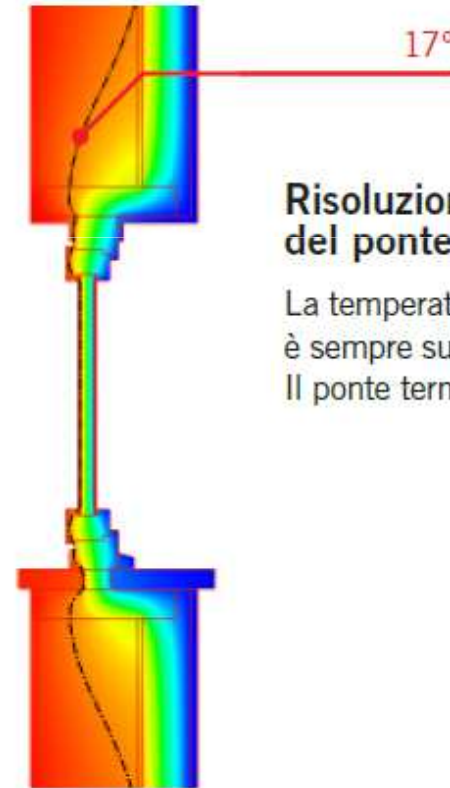 17°
Risoluzion
del ponte
La temperat
è sempre su
Il ponte term